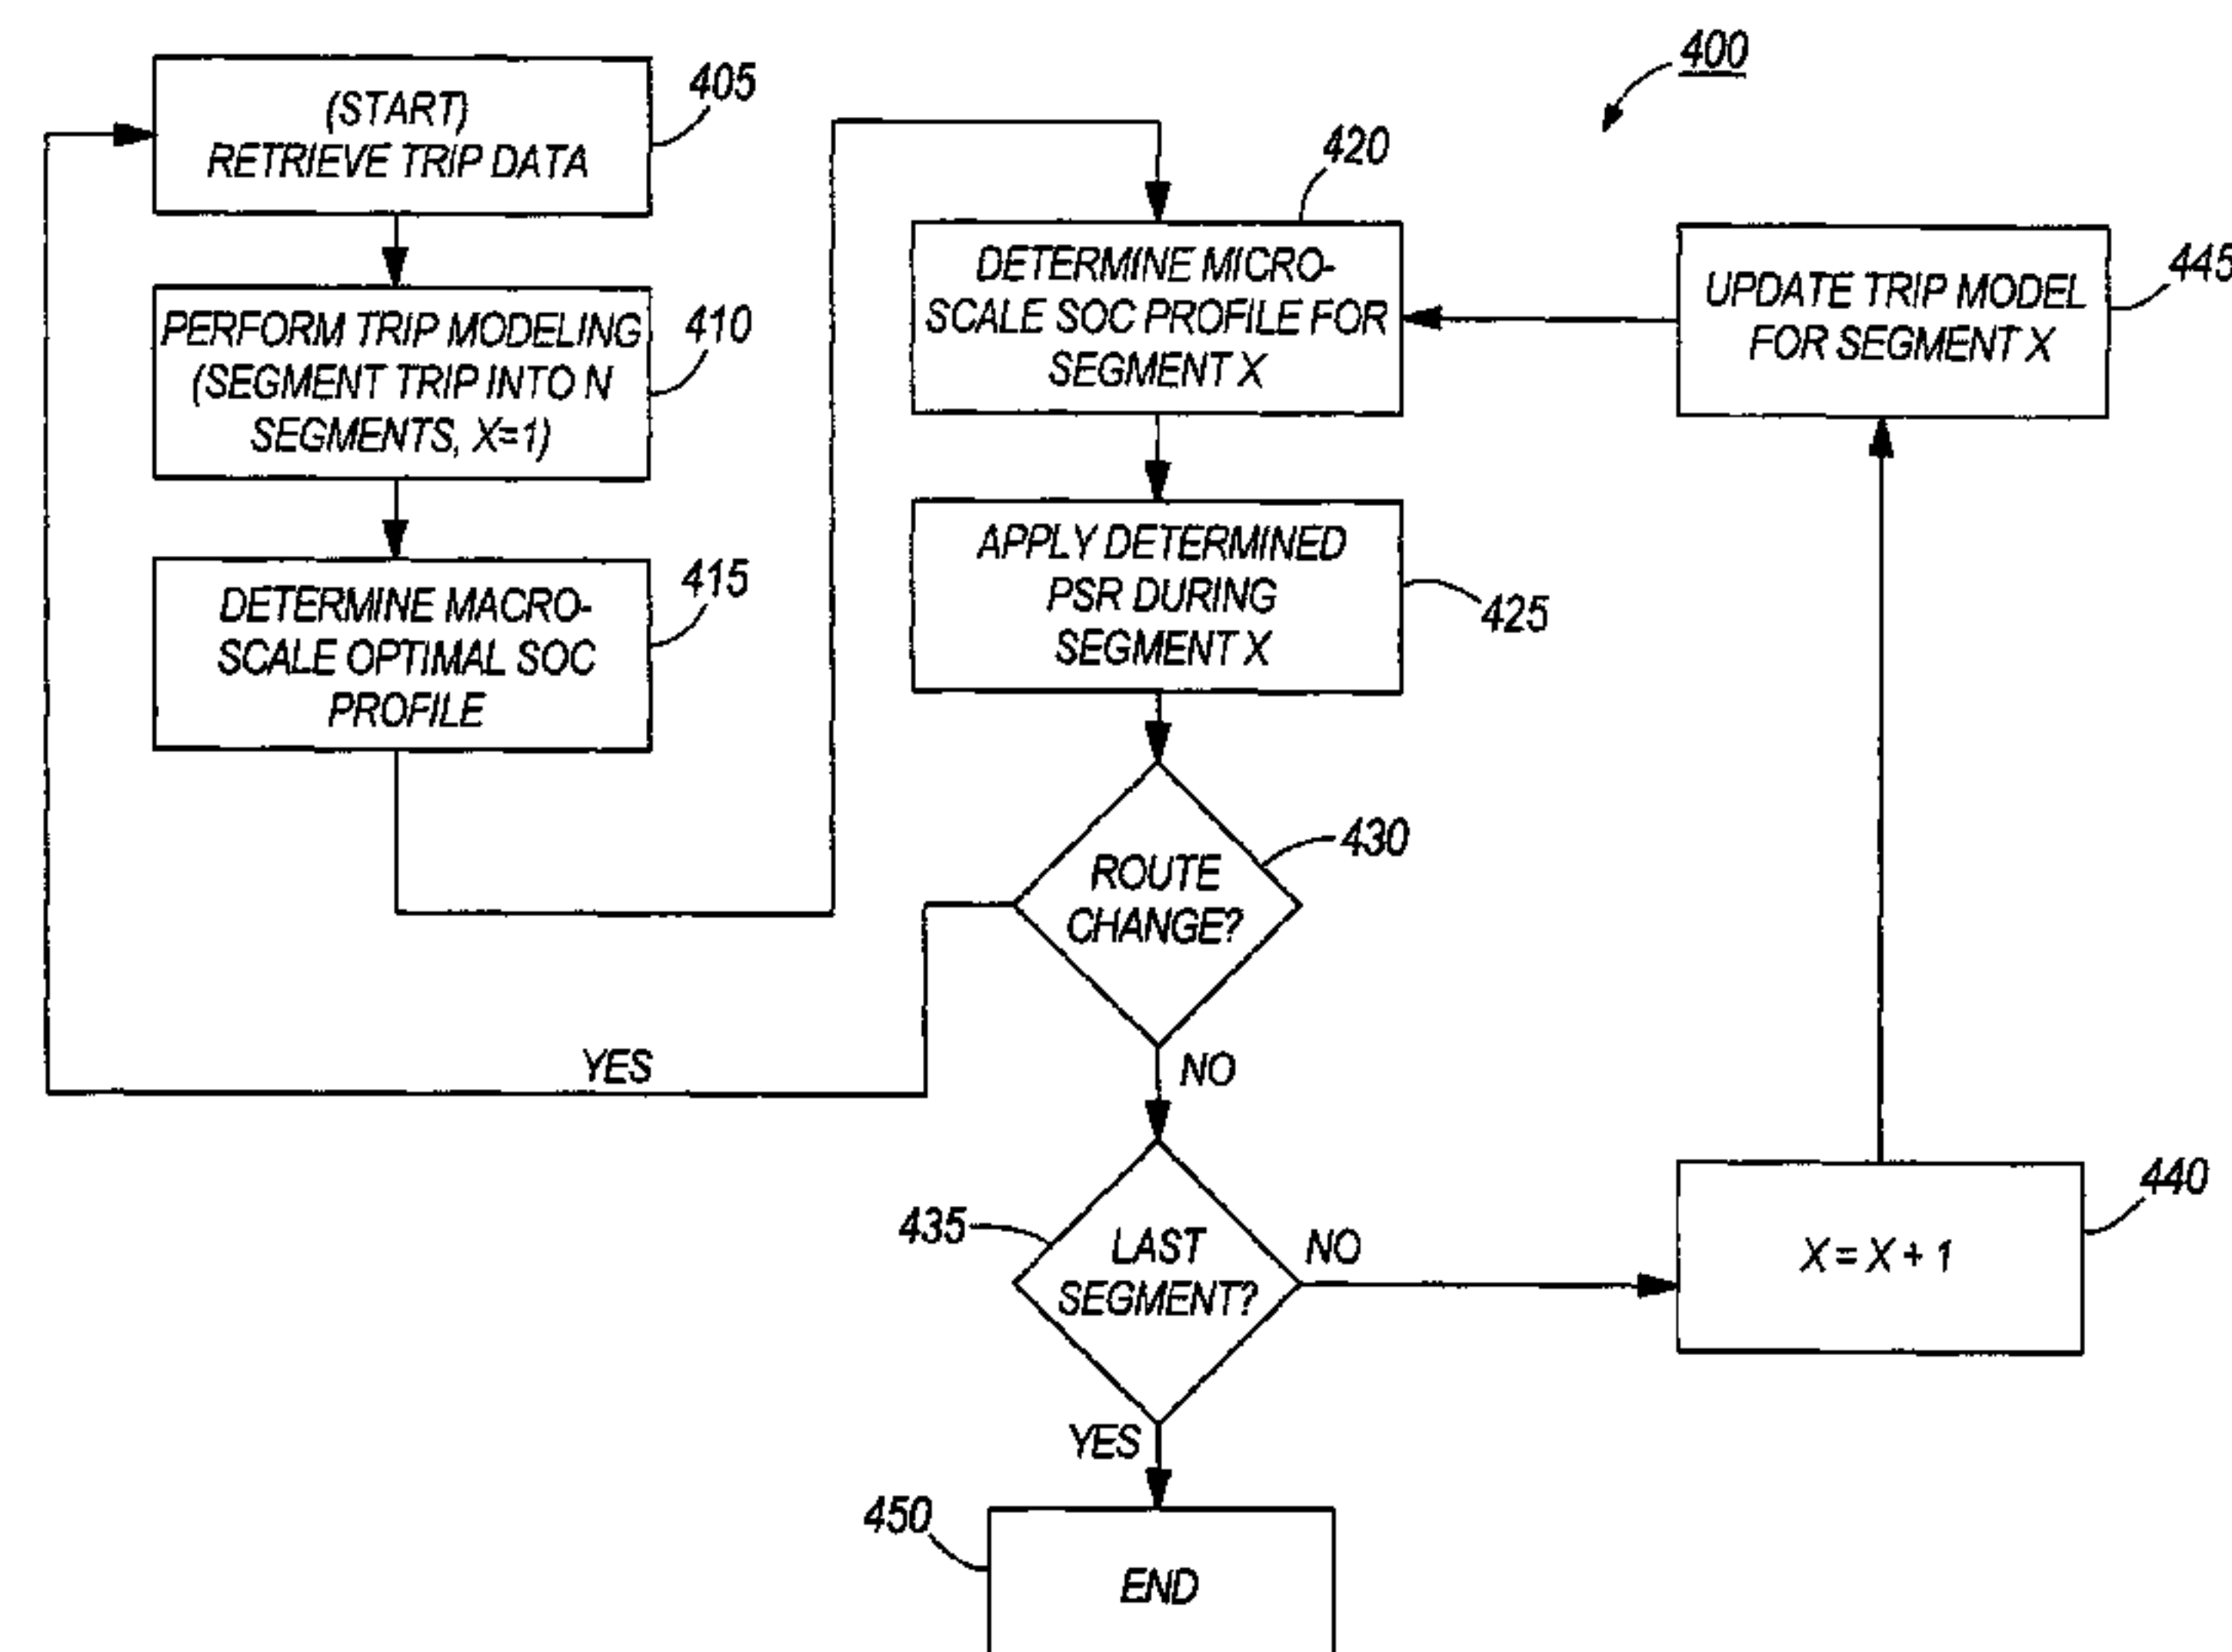 400
(START)
RETRIEVE TRIP DATA
405
PERFORM TRIP MODELING
(SEGMENT TRIP INTO N
SEGMENTS, X=1)
410
DETERMINE MACRO-
SCALE OPTIMAL SOC
PROFILE
415
420
DETERMINE MICRO-
SCALE SOC PROFILE FOR
SEGMENT X
APPLY DETERMINED
PSR DURING
SEGMENT X
425
ROUTE
CHANGE?
430
YES
NO
435
LAST
SEGMENT?
NO
X = X + 1
440
UPDATE TRIP MODEL
FOR SEGMENT X
445
YES
450
END